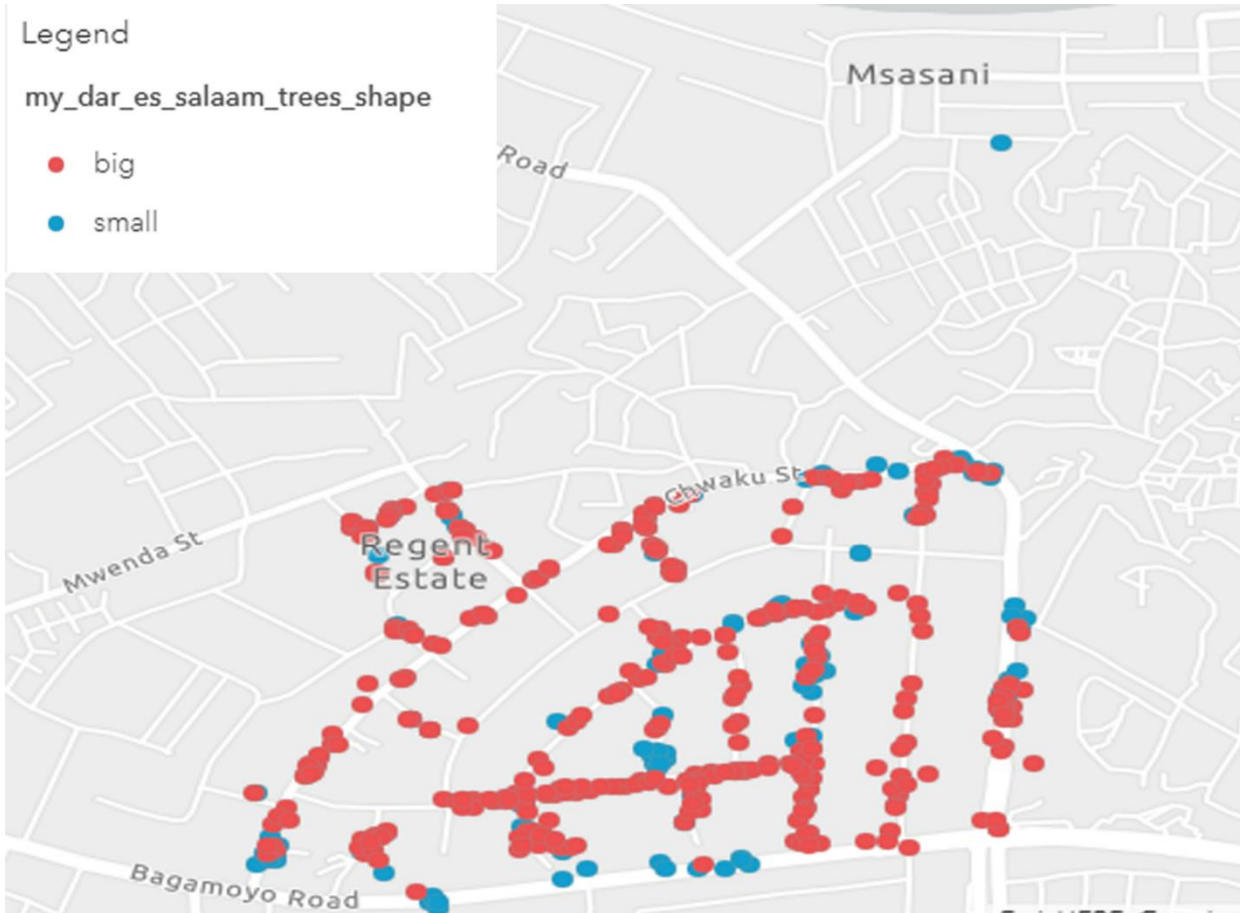 Legend
my_dar_es_salaam_trees_shape
big
small
Msasani
Road
Chwaku St
Regent
Estate
Mwenda St
Bagamoyo Road